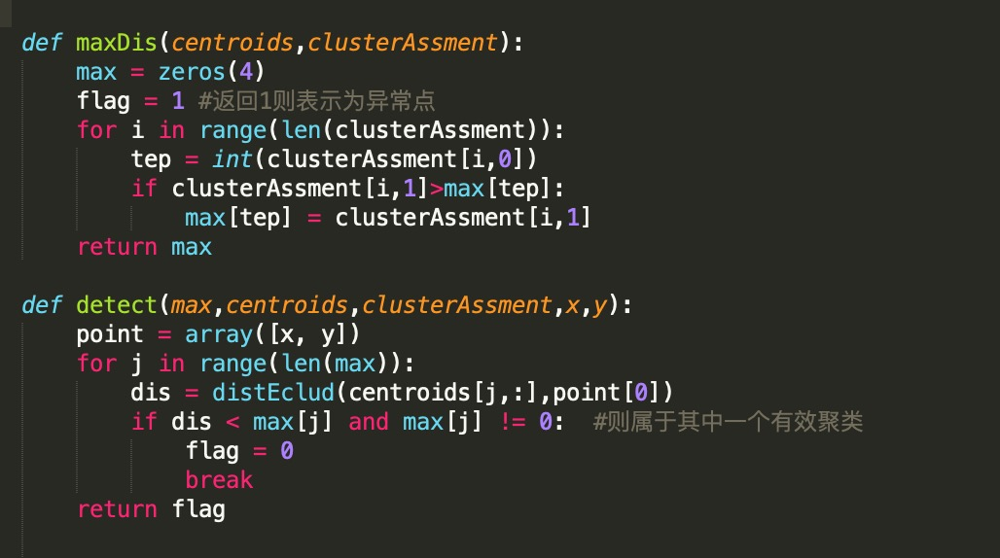 def maxDis(centroids,clusterAssment):
    max = zeros(4)
    flag = 1 #返回1则表示为异常点
    for i in range(len(clusterAssment)):
        tep = int(clusterAssment[i,0])
        if clusterAssment[i,1]>max[tep]:
            max[tep] = clusterAssment[i,1]
    return max

def detect(max,centroids,clusterAssment,x,y):
    point = array([x, y])
    for j in range(len(max)):
        dis = distEclud(centroids[j,:],point[0])
        if dis < max[j] and max[j] != 0:  #则属于其中一个有效聚类
            flag = 0
            break
    return flag